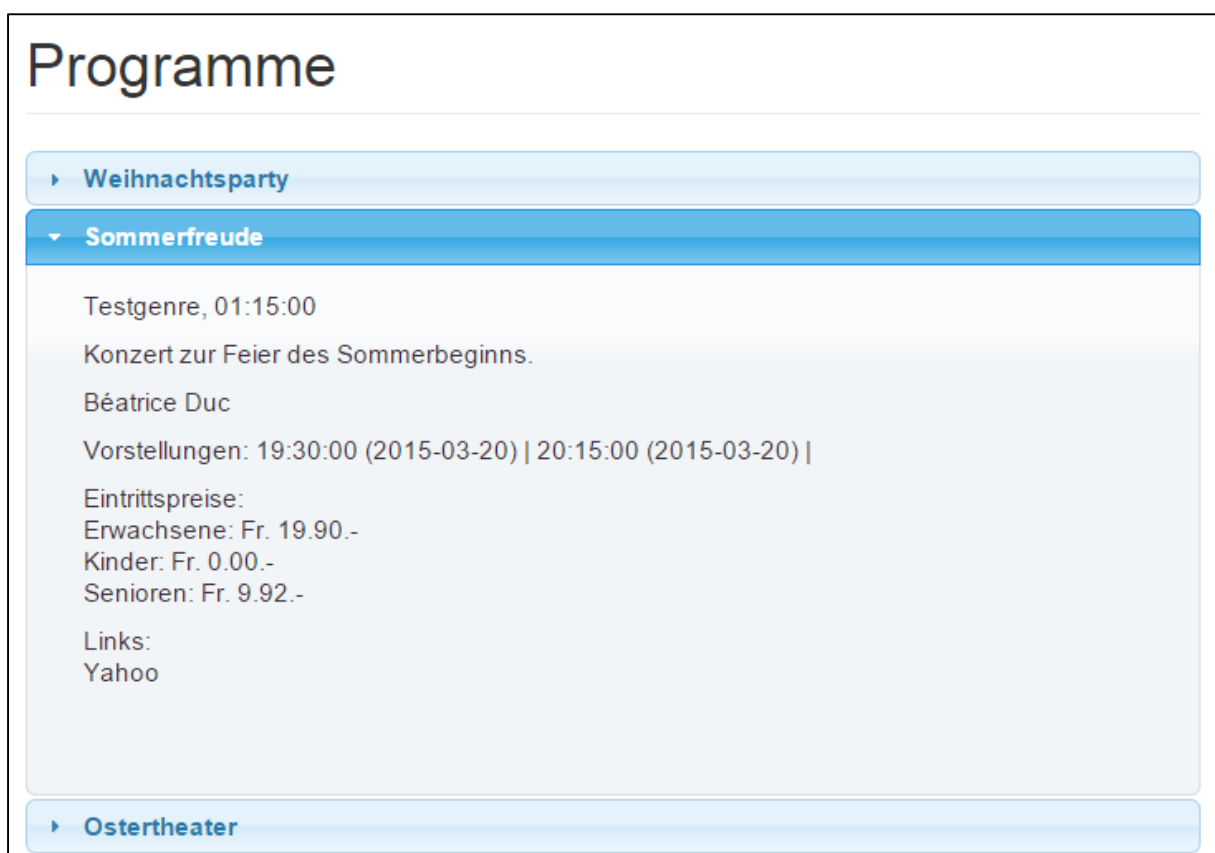 Programme
Weihnachtsparty
Sommerfreude
Testgenre, 01:15:00
Konzert zur Feier des Sommerbeginns.
Béatrice Duc
Vorstellungen: 19:30:00 (2015-03-20) | 20:15:00 (2015-03-20) |
Eintrittspreise:
Erwachsene: Fr. 19.90.-
Kinder: Fr. 0.00.-
Senioren: Fr. 9.92.-
Links:
Yahoo
Ostertheater